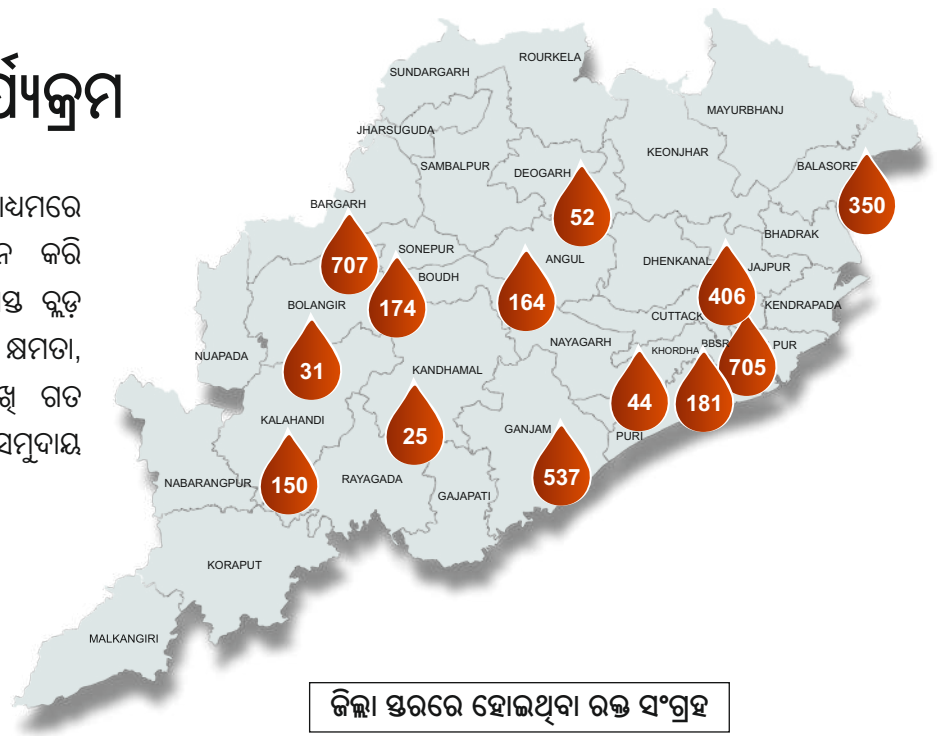 ର୍ଯ୍ୟକ୍ରମ
ଧ୍ୟମରେ
ନ କରି
ସ୍ତ ବ୍ଲଡ଼
କ୍ଷମତା,
ଖି ଗତ
ସମୁଦାୟ
ROURKELA
SUNDARGARH
MAYURBHANJ
JHARSUGUDA
KEONJHAR
SAMBALPUR
DEOGARH
BALASORE
350
BARGARH
52
BHADRAK
SONEPUR
707
ANGUL
DHENKANAL
JAJPUR
BOUDH
406
BOLANGIR
174
164
KENDRAPADA
CUTTACK
NAYAGARH
BBSR
PUR
NUAPADA
KHORDHA
31
KANDHAMAL
705
44
181
KALAHANDI
25
GANJAM
PURI
150
RAYAGADA
537
NABARANGPUR
GAJAPATI
KORAPUT
MALKANGIRI
ଜିଲ୍ଲା ସ୍ତରରେ ହୋଇଥିବା ରକ୍ତ ସଂଗ୍ରହ